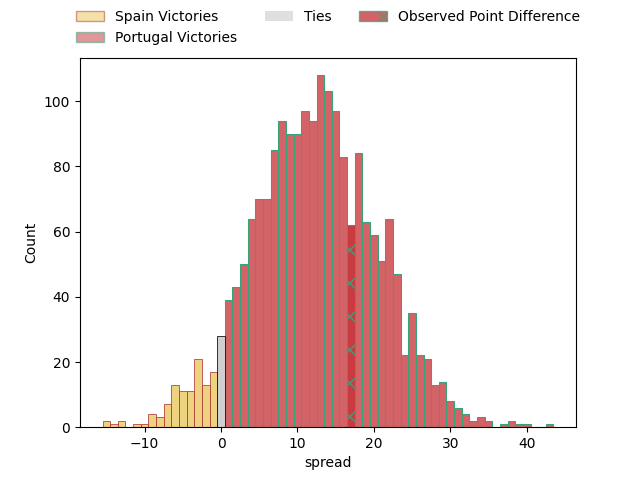 Spain Victories
Ties
Observed Point Difference
Portugal Victories
Count
100
80
60
40
20
0
−10
0
10
20
30
40
spread